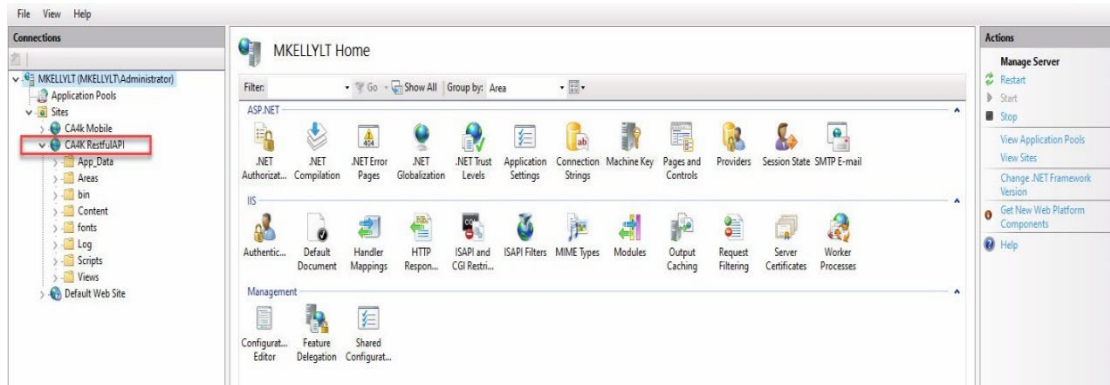 File View Help
Connections
MKELLYLT (MKELLYLT\Administrator)
Application Pools
Sites
CA4k Mobile
CA4K RestfulAPI
App_Data
Areas
bin
Content
fonts
Log
Scripts
Views
Default Web Site
MKELLYLT Home
Filter: Go Show All Group by: Area
ASP.NET
.NET Authorizat...
.NET Compilation
.NET Error Pages
.NET Globalization
.NET Trust Levels
Application Settings
Connection Strings
Machine Key
Pages and Controls
Providers
Session State
SMTP E-mail
IIS
Authentic...
Default Document
Handler Mappings
HTTP Respon...
ISAPI and CGI Restri...
ISAPI Filters
MIME Types
Modules
Output Caching
Request Filtering
Server Certificates
Worker Processes
Management
Configurat... Editor
Feature Delegation
Shared Configurat...
Actions
Manage Server
Restart
Start
Stop
View Application Pools
View Sites
Change .NET Framework
Version
Get New Web Platform
Components
Help